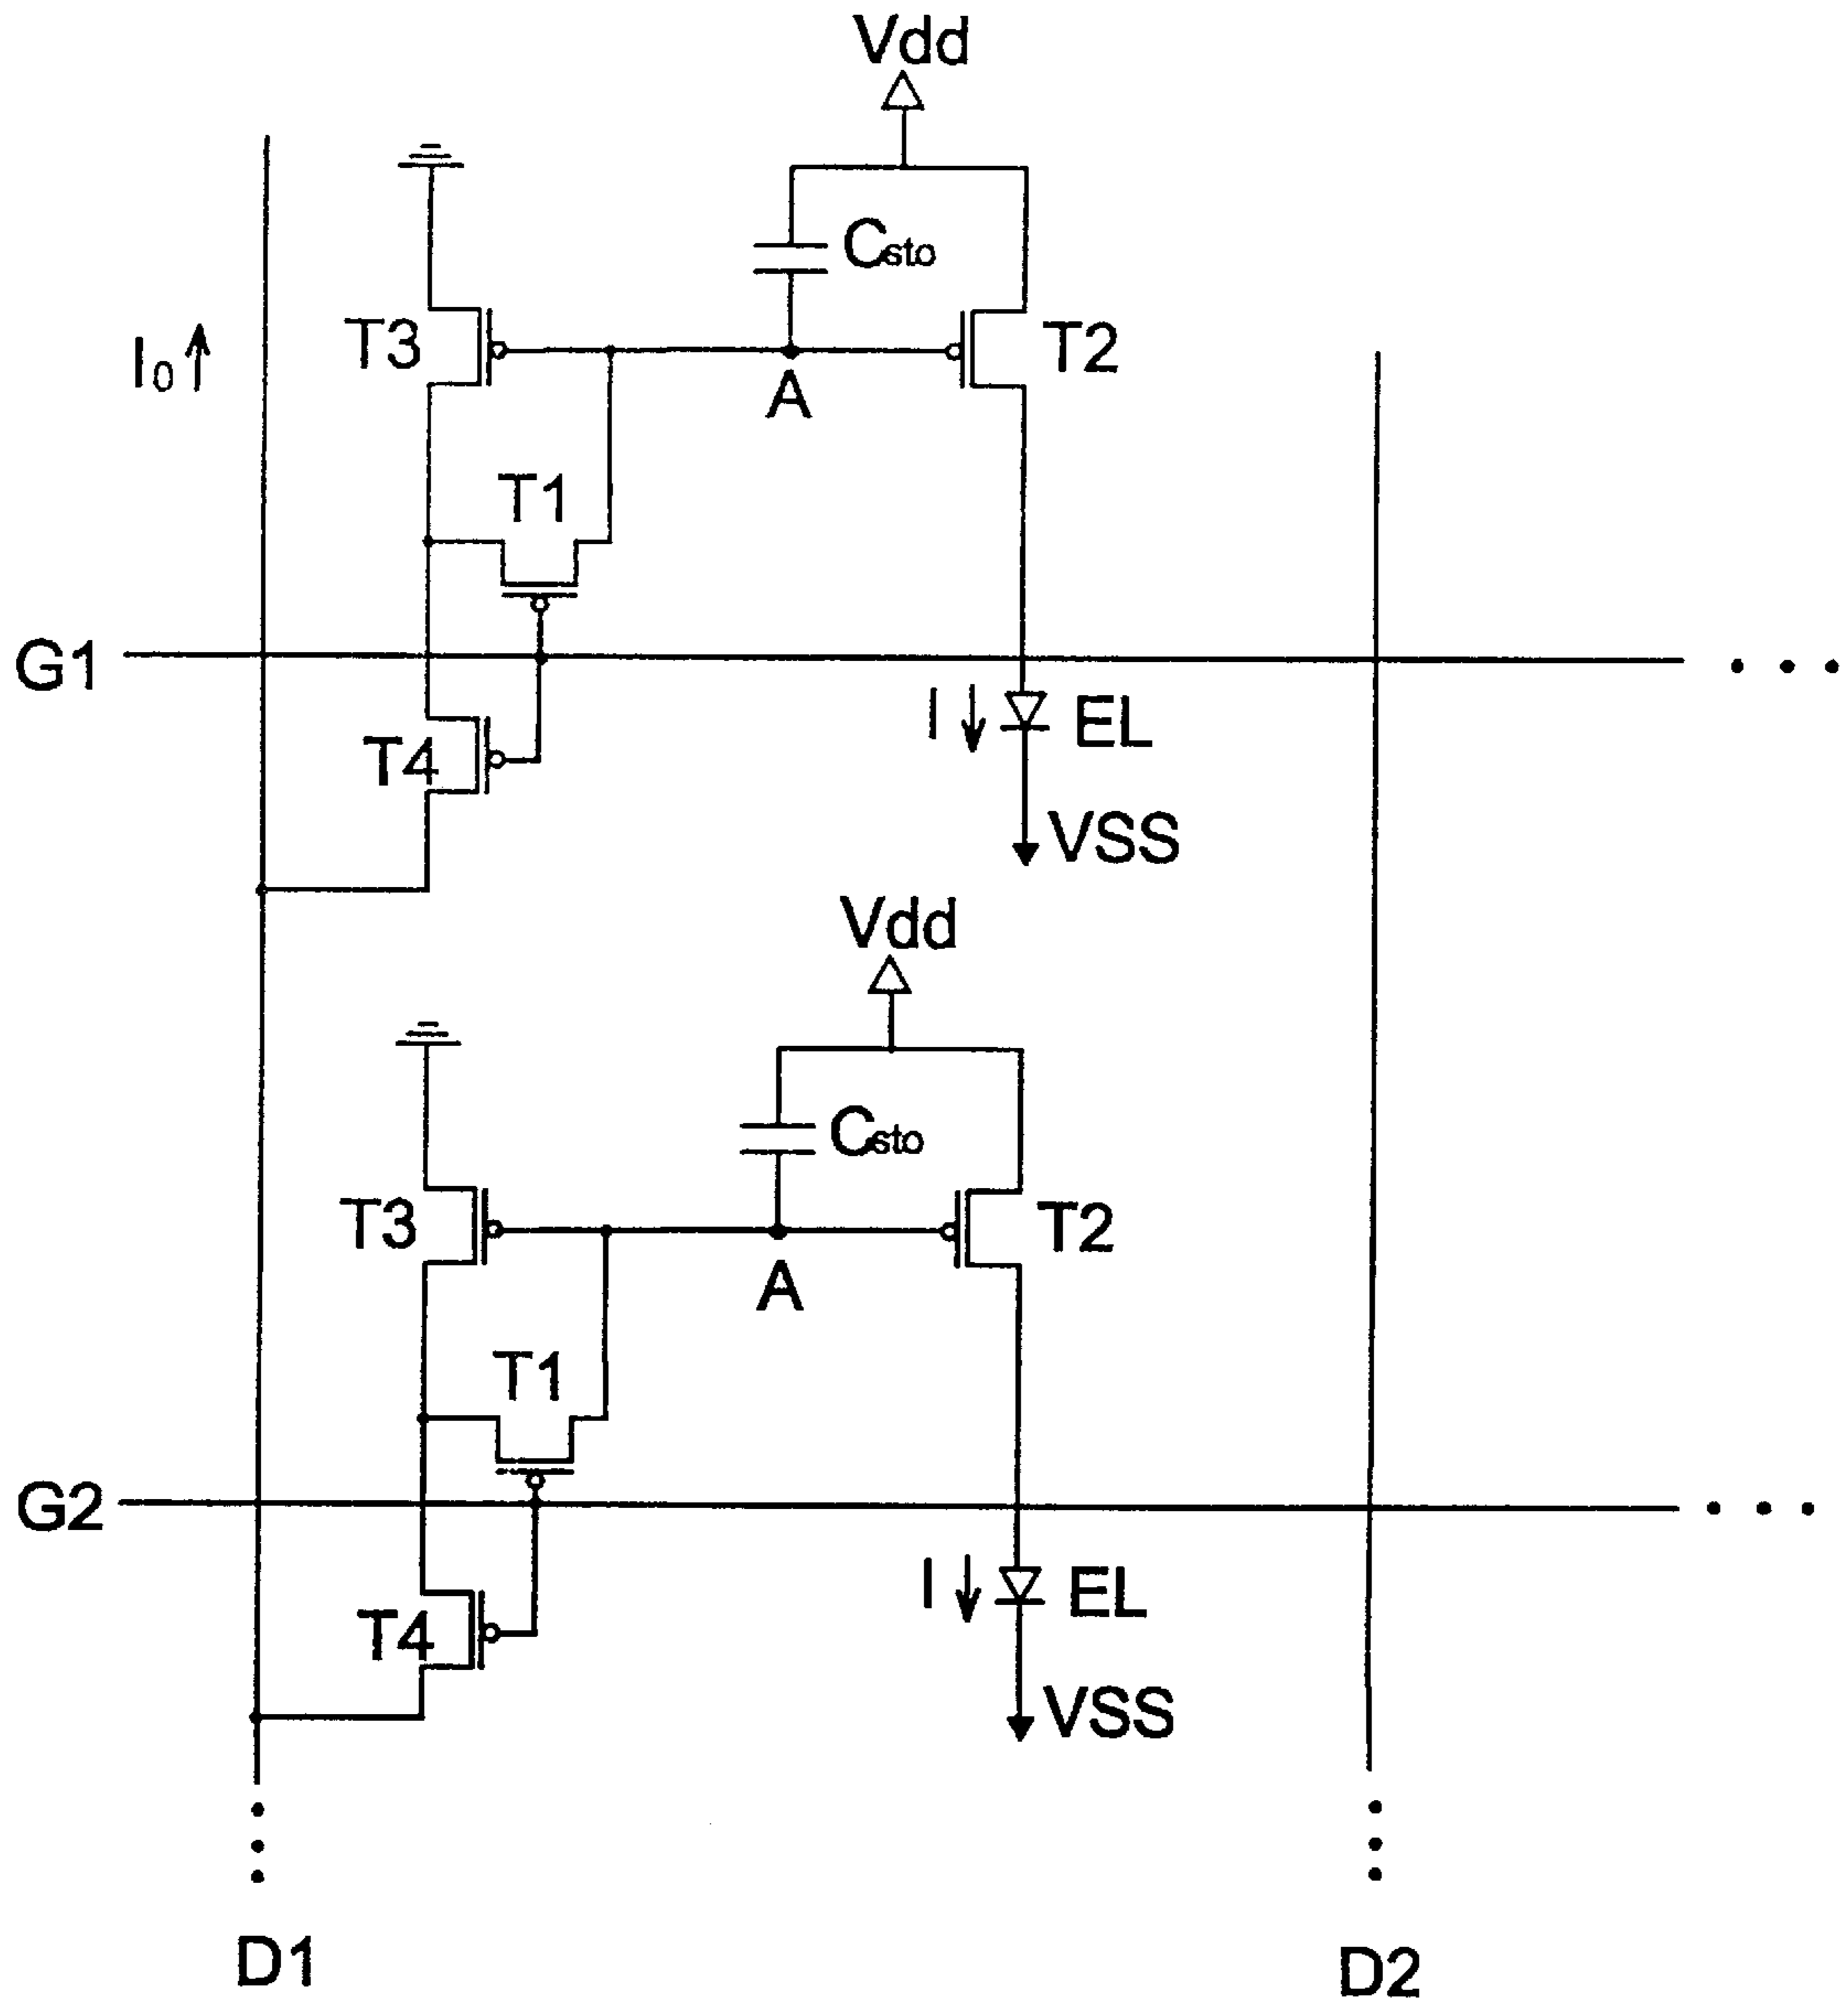 Vdd
Csto
T3
T2
I0
A
T1
G1
I
EL
T4
VSS
Vdd
Csto
T3
T2
A
T1
G2
I
EL
T4
VSS
D1
D2